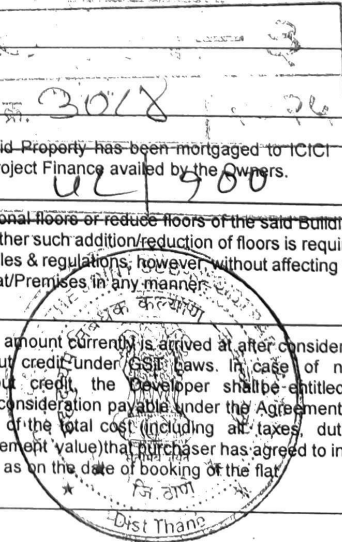 3018
id Property has been mortgaged to ICICI
oject Finance availed by the Owners.
900
onal floors or reduce floors of the said Buildi
ther such addition/reduction of floors is requir
les & regulations, however, without affecting
at/Premises in any manner.
amount currently is arrived at after consider
ut credit under GST Laws. In case of n
ut credit, the Developer shall be entitled
consideration payable under the Agreement
of the total cost (including all taxes, dut
ement value)that purchaser has agreed to in
as on the date of booking of the flat
कल्याण
जि. ठाणे
Dist Thane